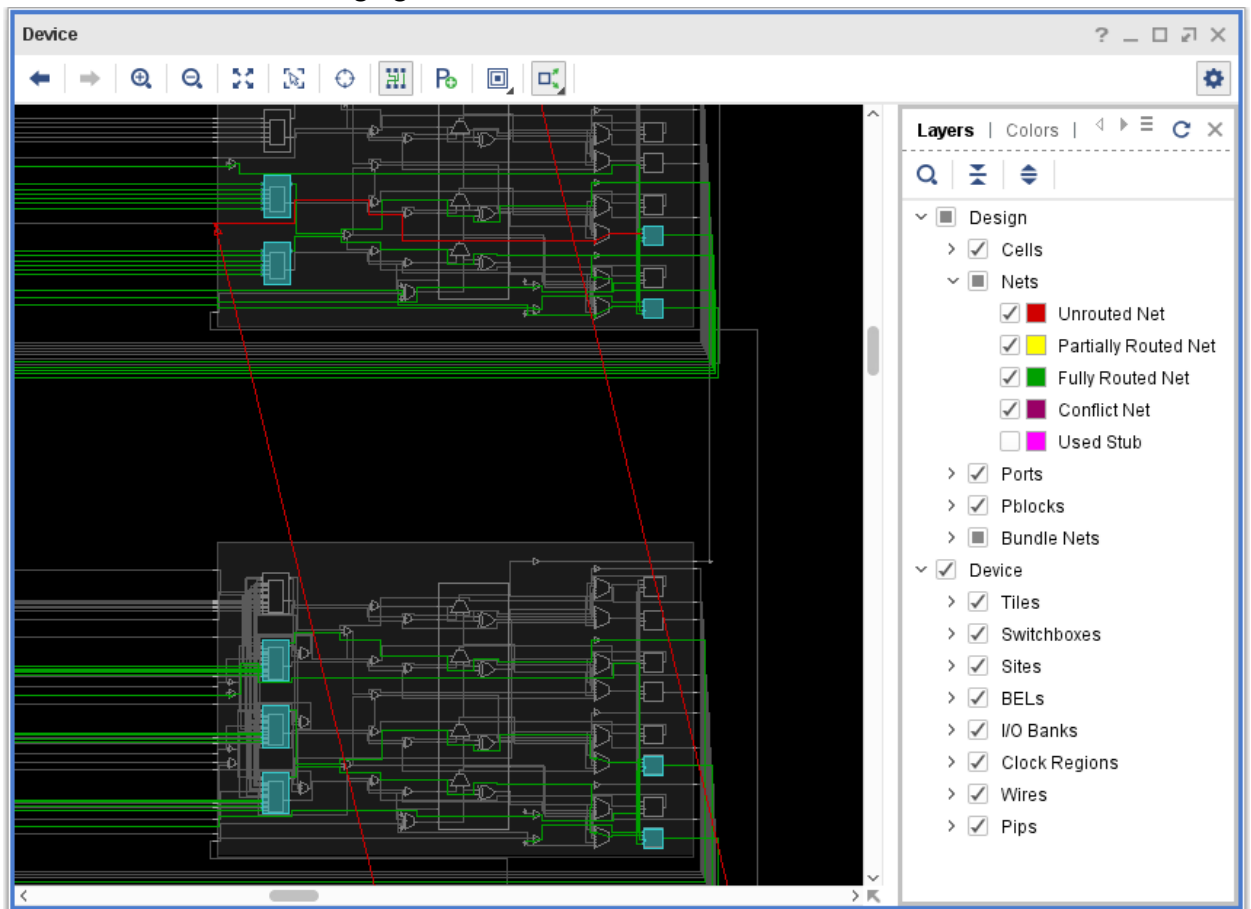 Device
Layers | Colors |
Design
Cells
Nets
Unrouted Net
Partially Routed Net
Fully Routed Net
Conflict Net
Used Stub
Ports
Pblocks
Bundle Nets
Device
Tiles
Switchboxes
Sites
BELs
I/O Banks
Clock Regions
Wires
Pips